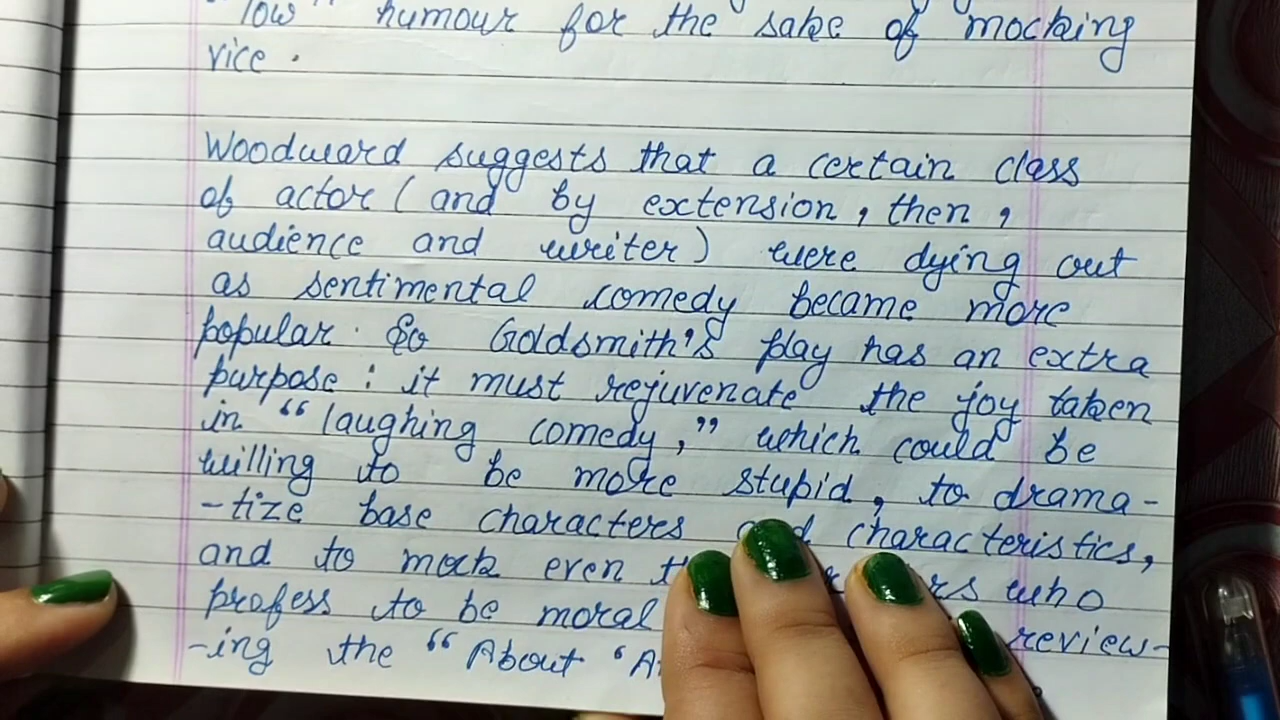 "low" humour for the sake of mocking
vice.
Woodward suggests that a certain class
of actor (and by extension, then,
audience and writer) were dying out
as sentimental comedy became more
popular. So Goldsmith's play has an extra
purpose: it must rejuvenate the joy taken
in "laughing comedy," which could be
willing to be more stupid, to drama-
-tize base characters and characteristics,
and to mock even who
profess to be moral review-
-ing the "About